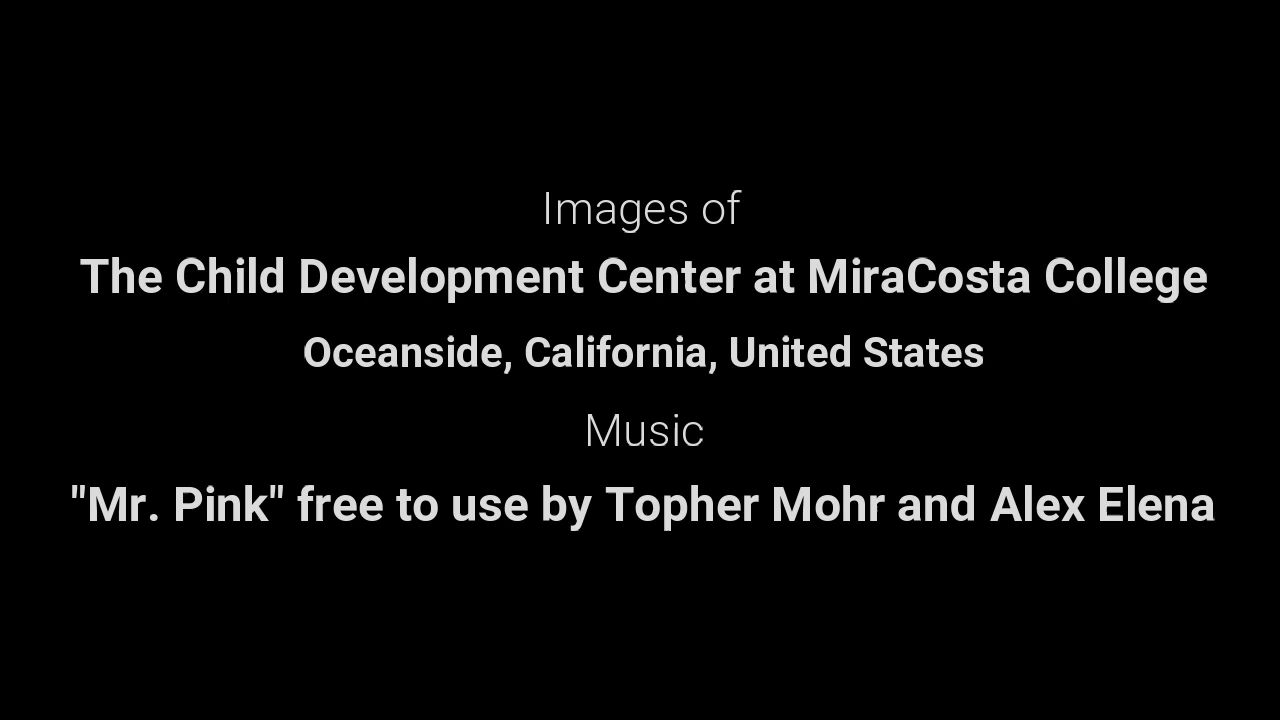 Images of
The Child Development Center at MiraCosta College
Oceanside, California, United States
Music
"Mr. Pink" free to use by Topher Mohr and Alex Elena